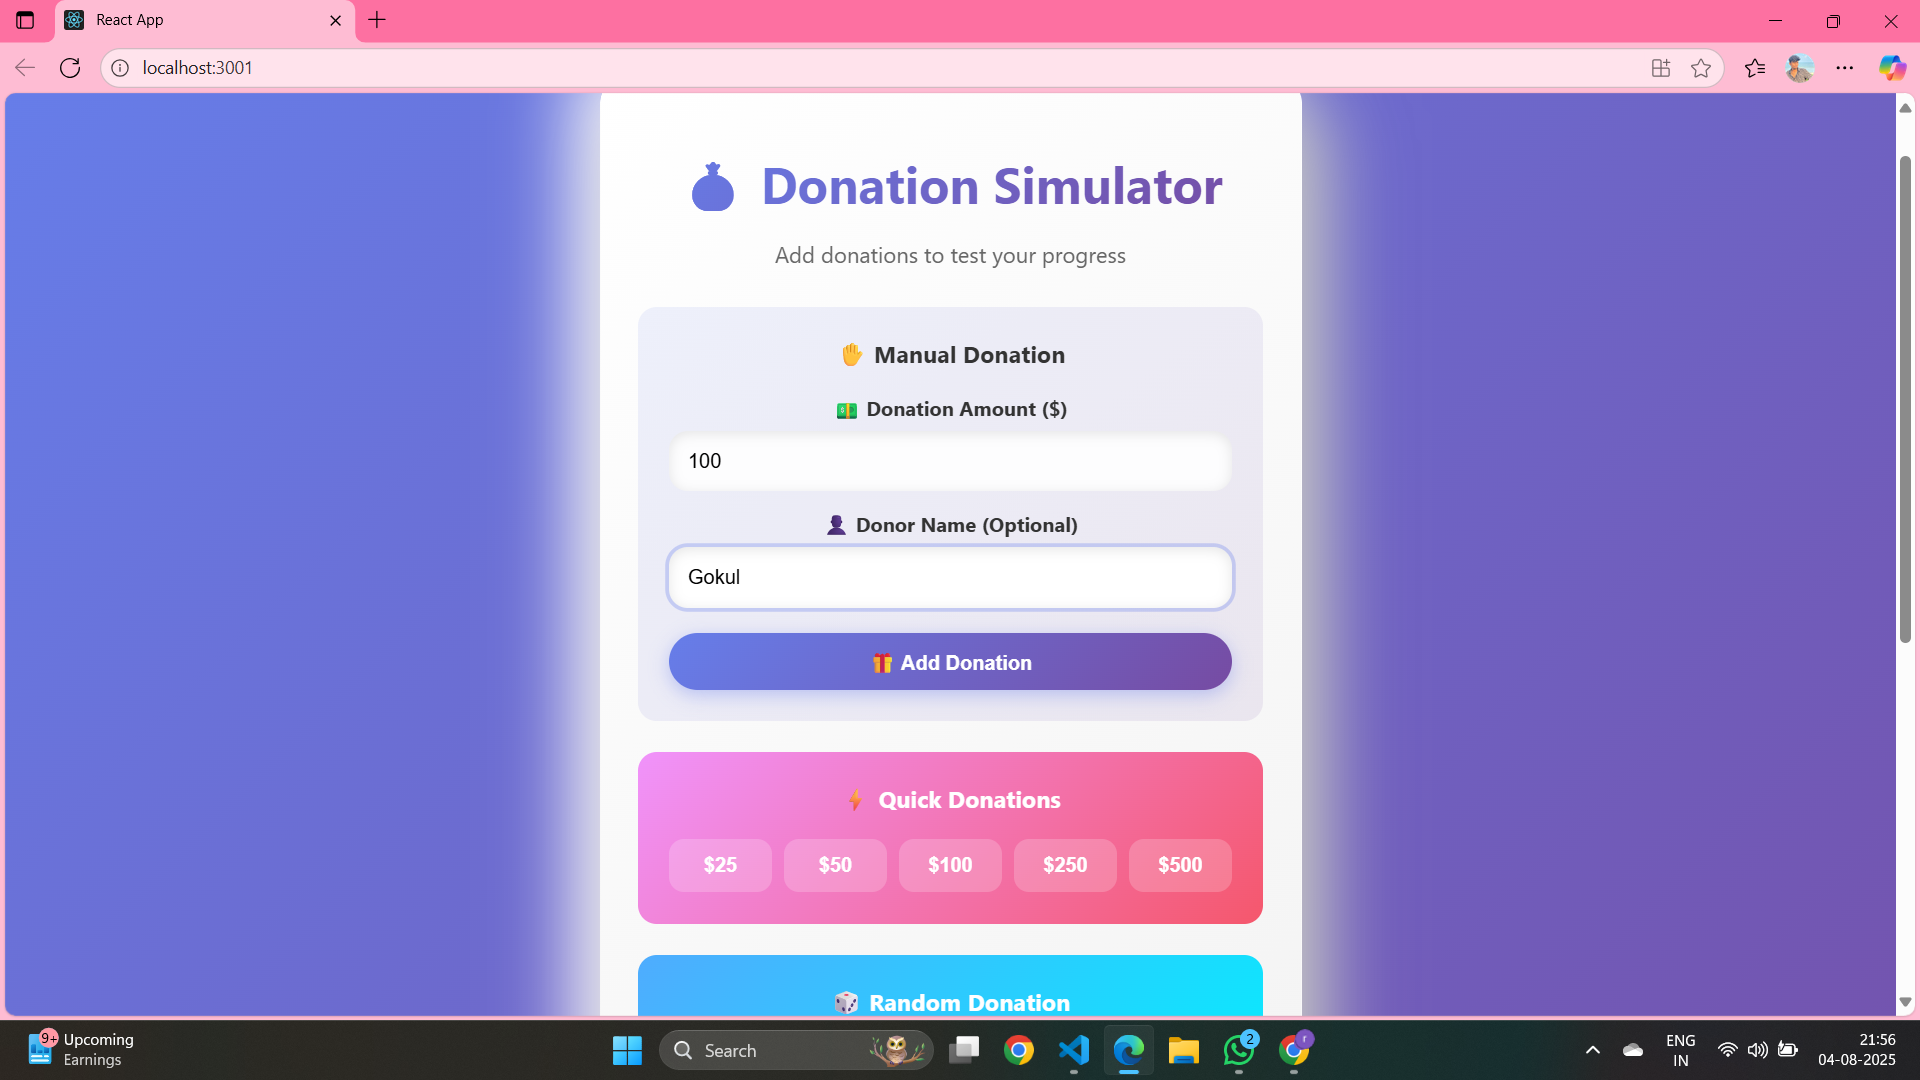 React App
localhost:3001
Donation Simulator
Add donations to test your progress
Manual Donation
Donation Amount ($)
100
Donor Name (Optional)
Gokul
Add Donation
Quick Donations
$25 $50 $100 $250 $500
Random Donation
9+ Upcoming
Earnings
Search
2
r
ENG
IN
21:56
04-08-2025